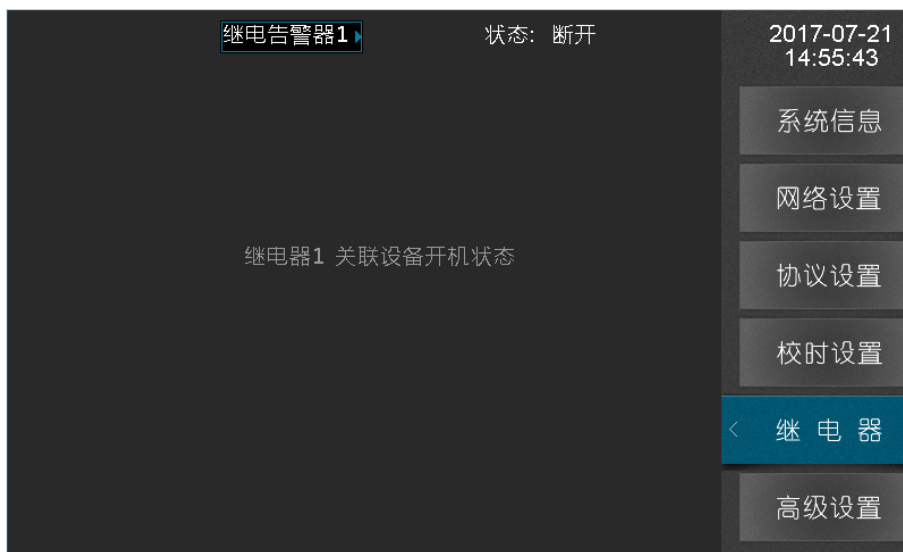 继电告警器1 状态: 断开
继电器1 关联设备开机状态
2017-07-21
14:55:43
系统信息
网络设置
协议设置
校时设置
< 继 电 器
高级设置